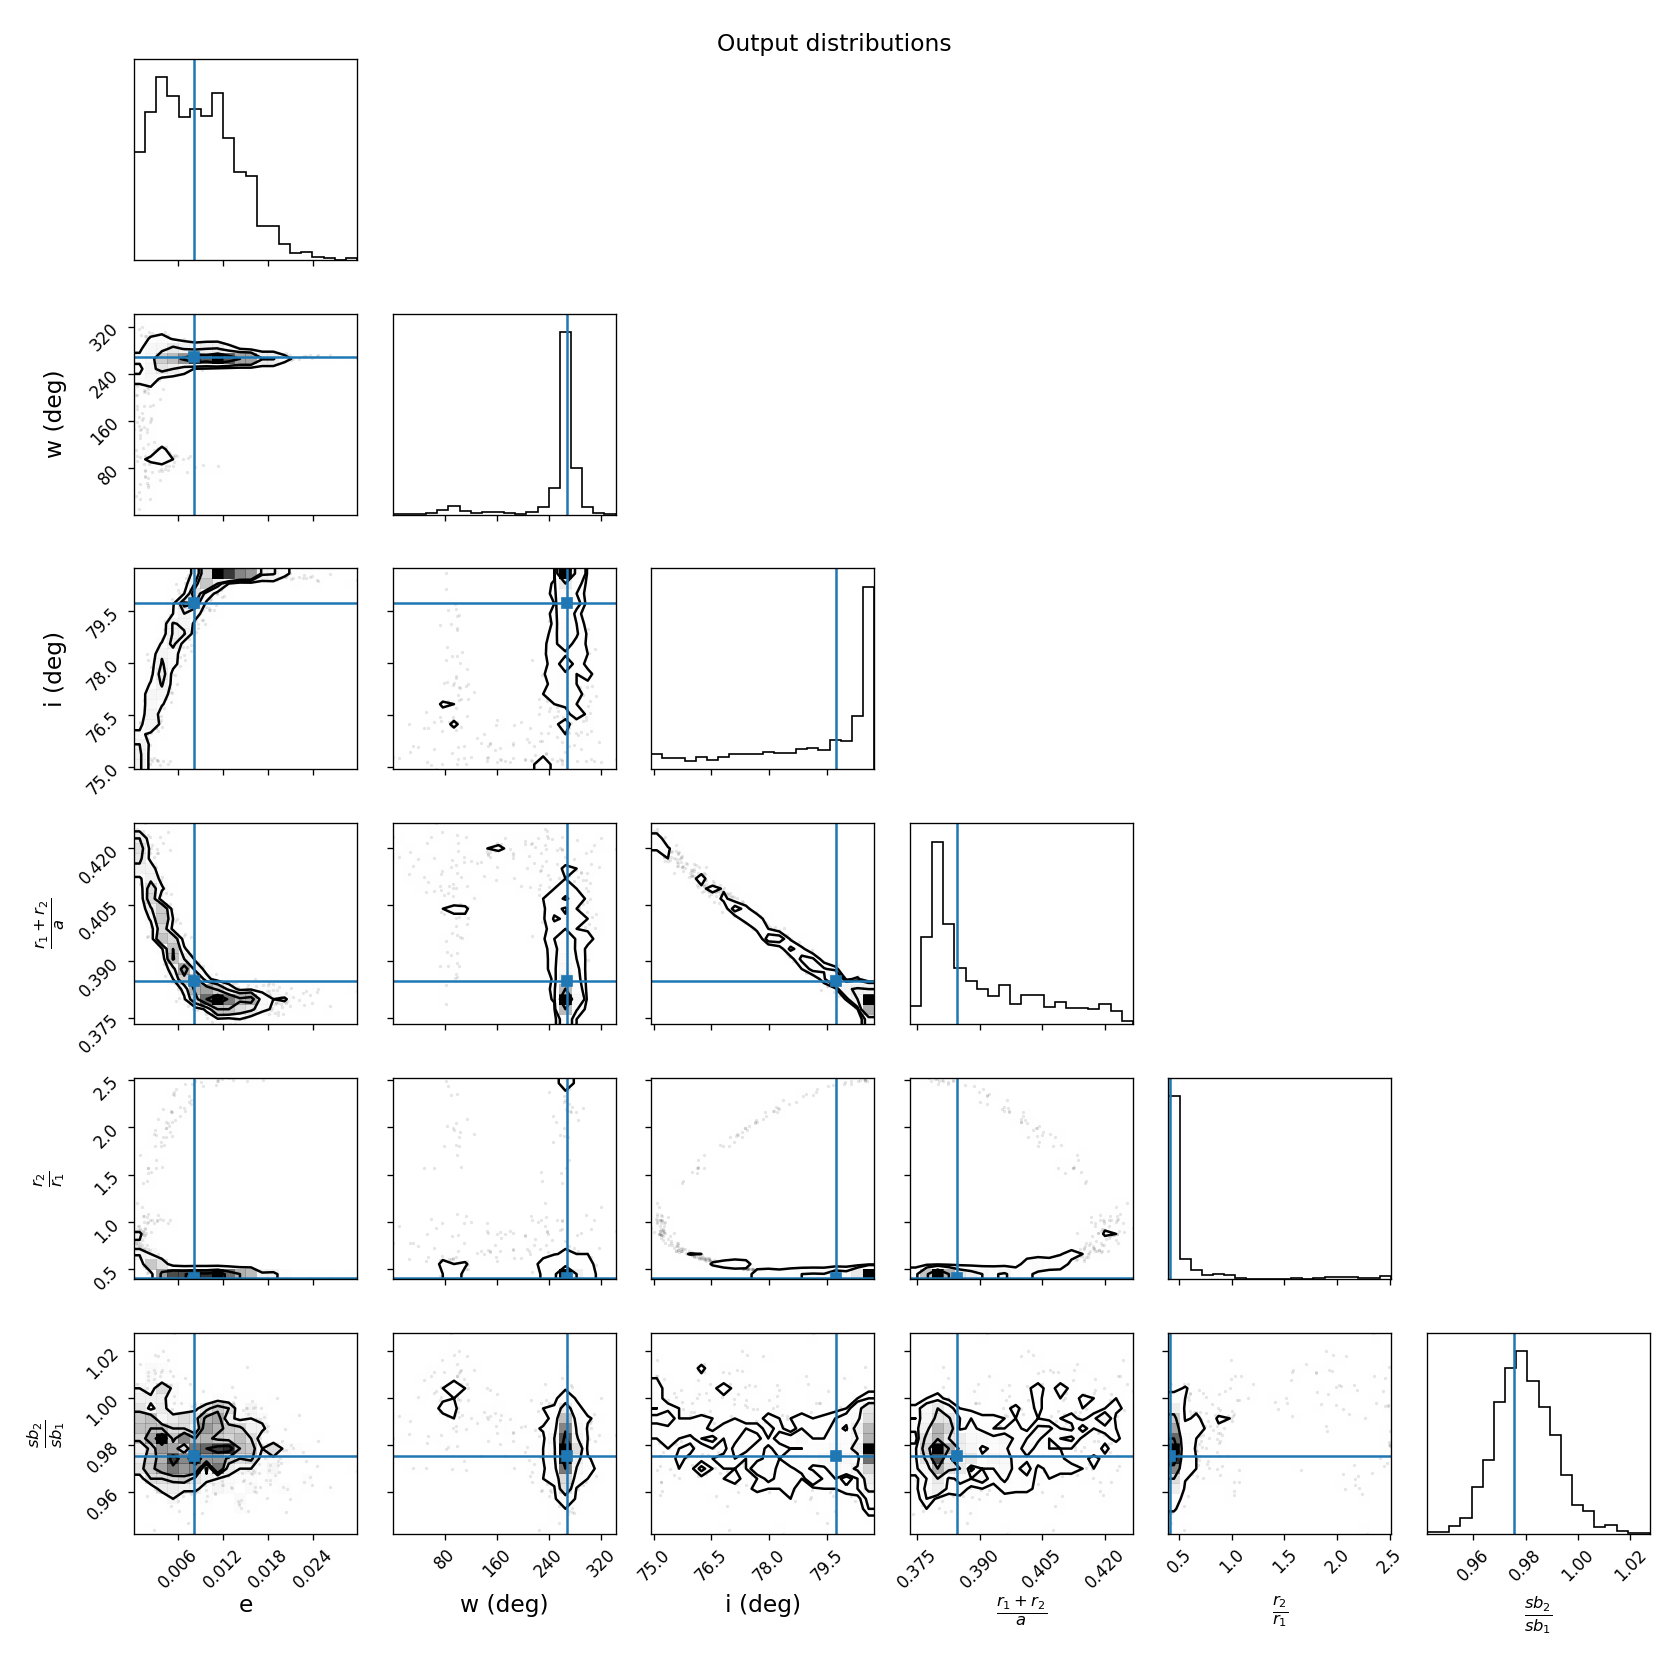 Output distributions
w (deg)
320
240
160
80
i (deg)
79.5
78.0
76.5
75.0
r₁ + r₂
a
0.420
0.405
0.390
0.375
r₂
r₁
2.5
2.0
1.5
1.0
0.5
sb₂
sb₁
1.02
1.00
0.98
0.96
0.006 0.012 0.018 0.024
80 160 240 320
75.0 76.5 78.0 79.5
0.375 0.390 0.405 0.420
0.5 1.0 1.5 2.0 2.5
0.96 0.98 1.00 1.02
e
w (deg)
i (deg)
r₁ + r₂
a
r₂
r₁
sb₂
sb₁